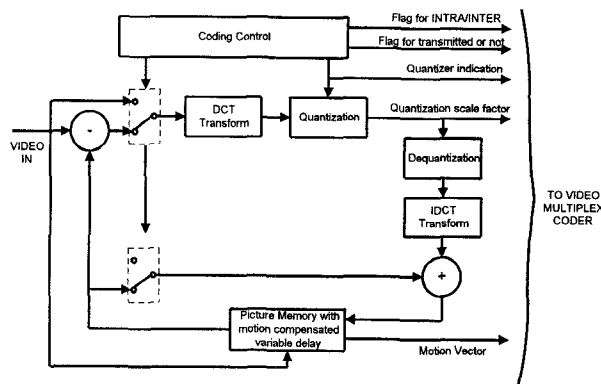 Flag for INTRA/INTER
Coding Control
Flag for transmitted or not
Quantizer indication
DCT
Transform
Quantization
Quantization scale factor
-
VIDEO
IN
Dequantization
IDCT
Transform
TO VIDEO
MULTIPLEX
CODER
+
Picture Memory with
motion compensated
variable delay
Motion Vector